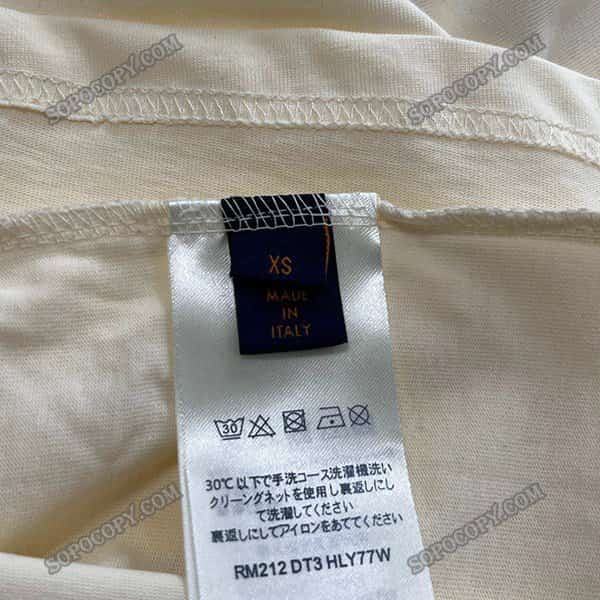 SOPOCOPY.COM
SOPOCOPY.COM
XS
MADE
IN
ITALY
30
30℃以下で手洗コース洗濯機洗い
クリーニングネットを使用し裏返し
て洗濯してください
裏返しにしてアイロンをあててください
RM212 DT3 HLY77W
SOPOCOPY.COM
SOPOCOPY.COM